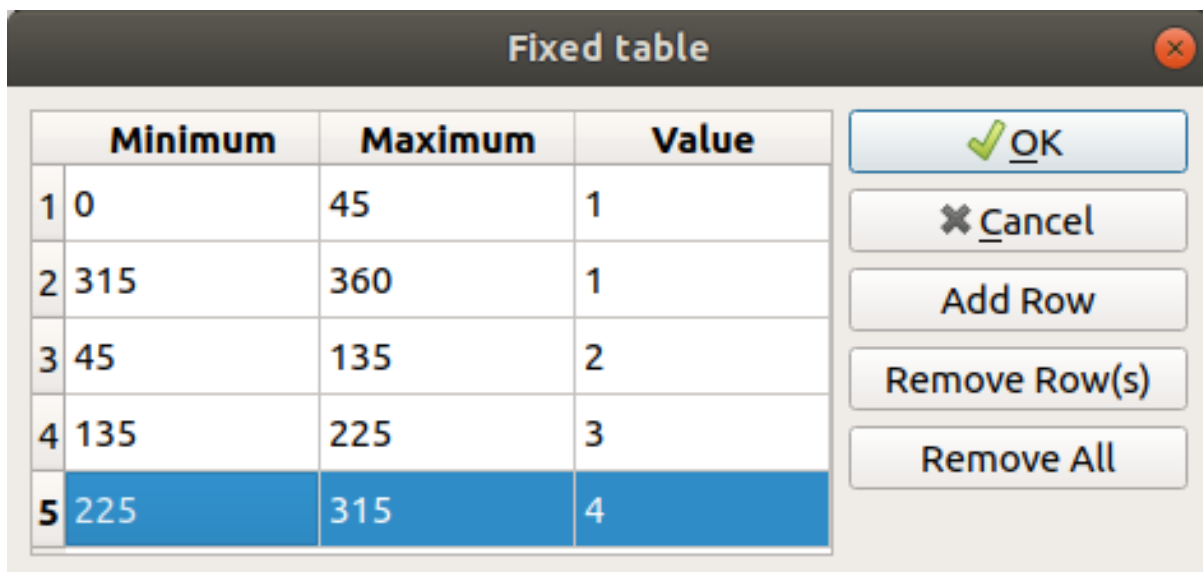 Fixed table
Minimum Maximum Value
1 0 45 1
2 315 360 1
3 45 135 2
4 135 225 3
5 225 315 4
OK
Cancel
Add Row
Remove Row(s)
Remove All